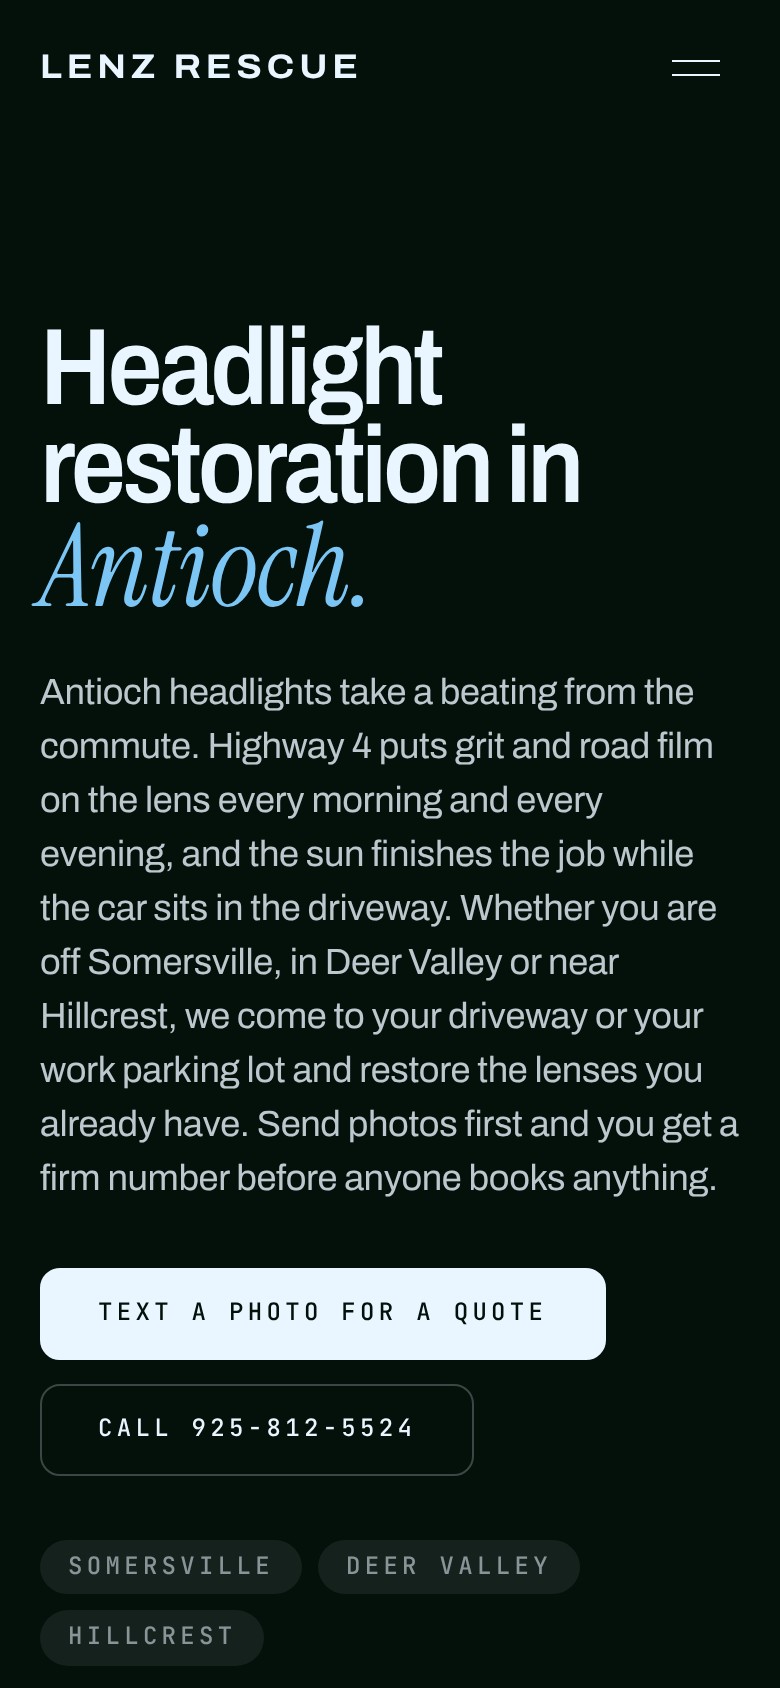 LENZ RESCUE
Headlight
restoration in
Antioch.
Antioch headlights take a beating from the
commute. Highway 4 puts grit and road film
on the lens every morning and every
evening, and the sun finishes the job while
the car sits in the driveway. Whether you are
off Somersville, in Deer Valley or near
Hillcrest, we come to your driveway or your
work parking lot and restore the lenses you
already have. Send photos first and you get a
firm number before anyone books anything.
TEXT A PHOTO FOR A QUOTE
CALL 925-812-5524
SOMERSVILLE DEER VALLEY
HILLCREST